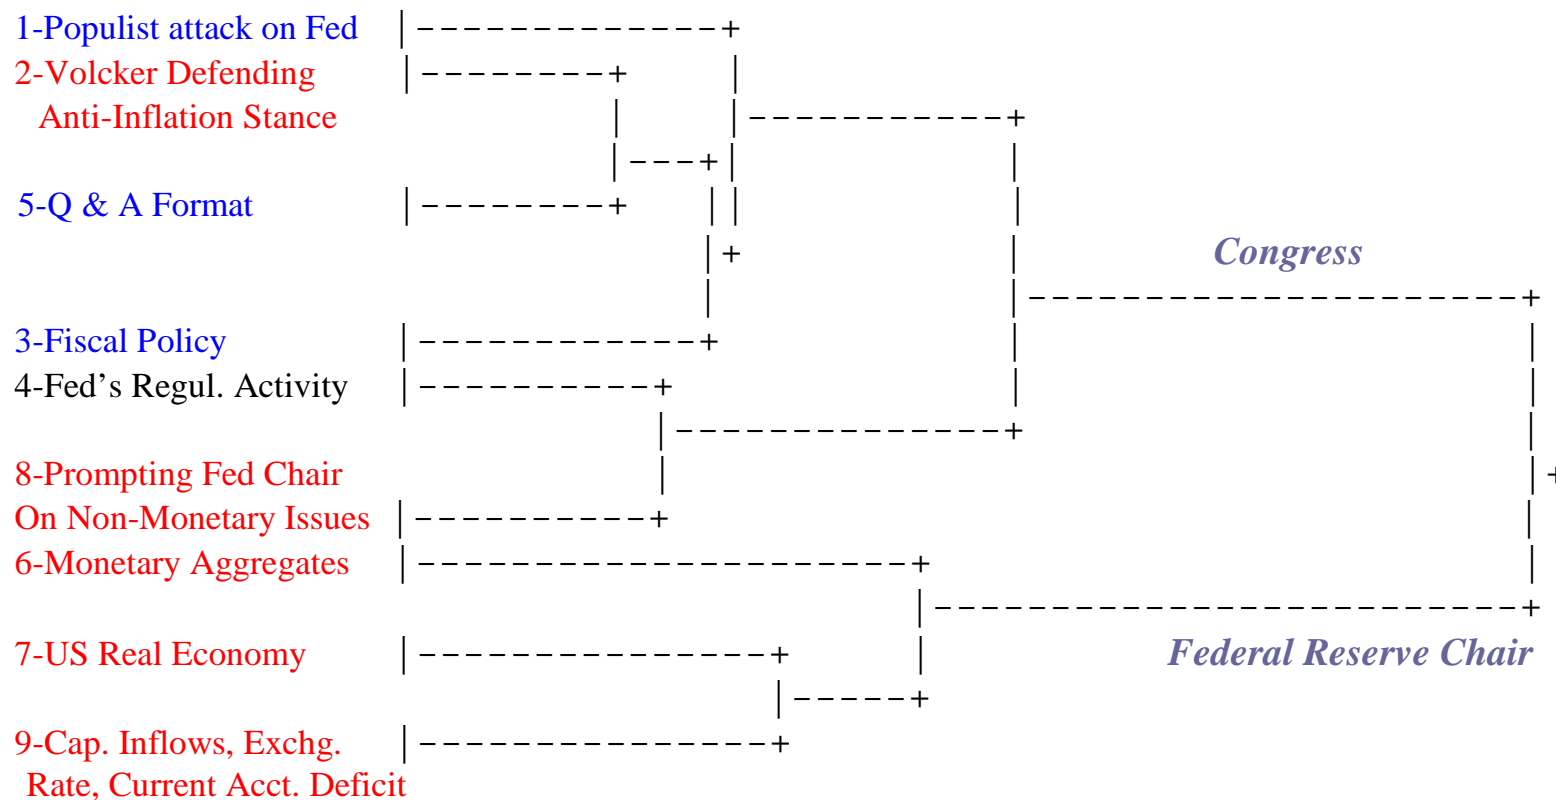 1-Populist attack on Fed
2-Volcker Defending
Anti-Inflation Stance
5-Q & A Format
Congress
3-Fiscal Policy
4-Fed's Regul. Activity
8-Prompting Fed Chair
On Non-Monetary Issues
6-Monetary Aggregates
7-US Real Economy
Federal Reserve Chair
9-Cap. Inflows, Exchg.
Rate, Current Acct. Deficit